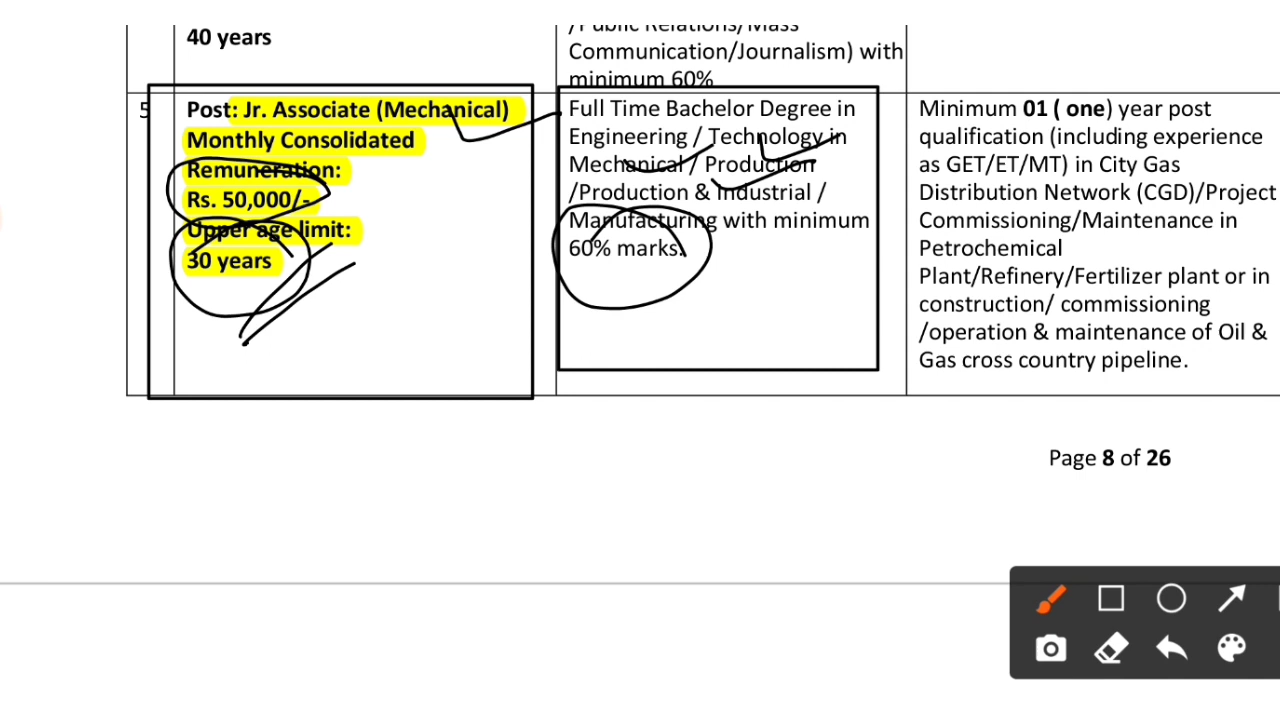 40 years
/Public Relations/Mass
Communication/Journalism) with
minimum 60%
5
Post: Jr. Associate (Mechanical)
Monthly Consolidated
Remuneration:
Rs. 50,000/-
Upper age limit:
30 years
Full Time Bachelor Degree in
Engineering / Technology in
Mechanical / Production
/Production & Industrial /
Manufacturing with minimum
60% marks.
Minimum 01 ( one) year post
qualification (including experience
as GET/ET/MT) in City Gas
Distribution Network (CGD)/Project
Commissioning/Maintenance in
Petrochemical
Plant/Refinery/Fertilizer plant or in
construction/ commissioning
/operation & maintenance of Oil &
Gas cross country pipeline.
Page 8 of 26